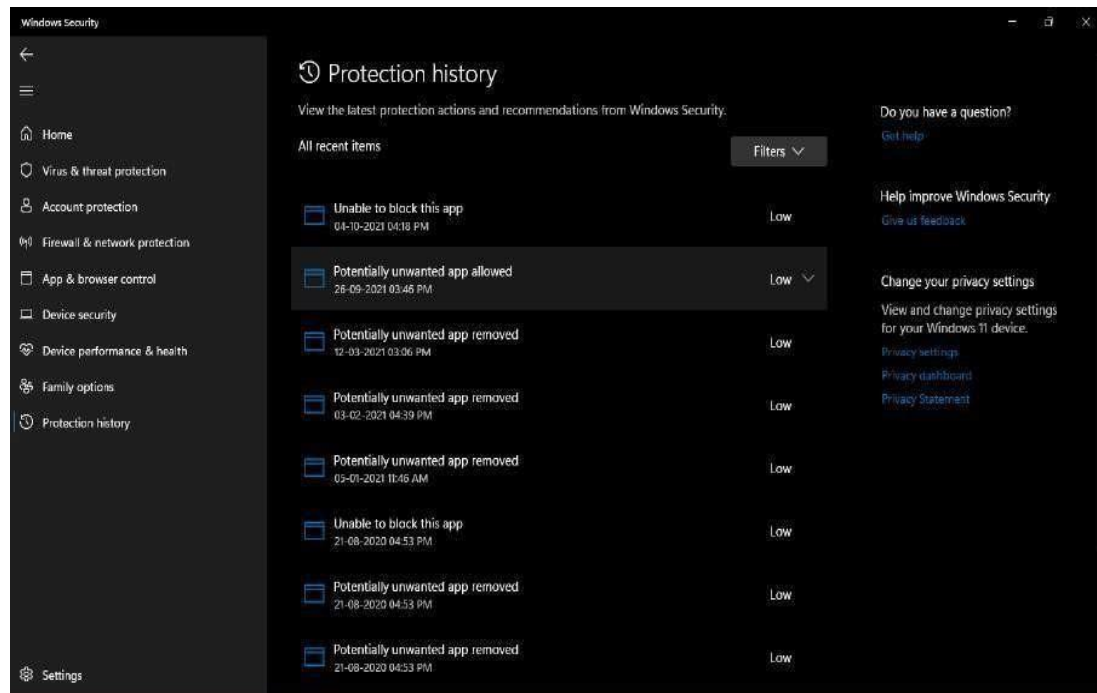 Windows Security
Home
Virus & threat protection
Account protection
Firewall & network protection
App & browser control
Device security
Device performance & health
Family options
Protection history
Settings
Protection history
View the latest protection actions and recommendations from Windows Security.
All recent items
Filters
Unable to block this app
04-10-2021 04:18 PM
Low
Potentially unwanted app allowed
26-09-2021 03:46 PM
Low
Potentially unwanted app removed
12-03-2021 03:06 PM
Low
Potentially unwanted app removed
03-02-2021 04:39 PM
Low
Potentially unwanted app removed
05-01-2021 11:46 AM
Low
Unable to block this app
21-08-2020 04:53 PM
Low
Potentially unwanted app removed
21-08-2020 04:53 PM
Low
Potentially unwanted app removed
21-08-2020 04:53 PM
Low
Do you have a question?
Get help
Help improve Windows Security
Give us feedback
Change your privacy settings
View and change privacy settings
for your Windows 11 device.
Privacy settings
Privacy dashboard
Privacy Statement